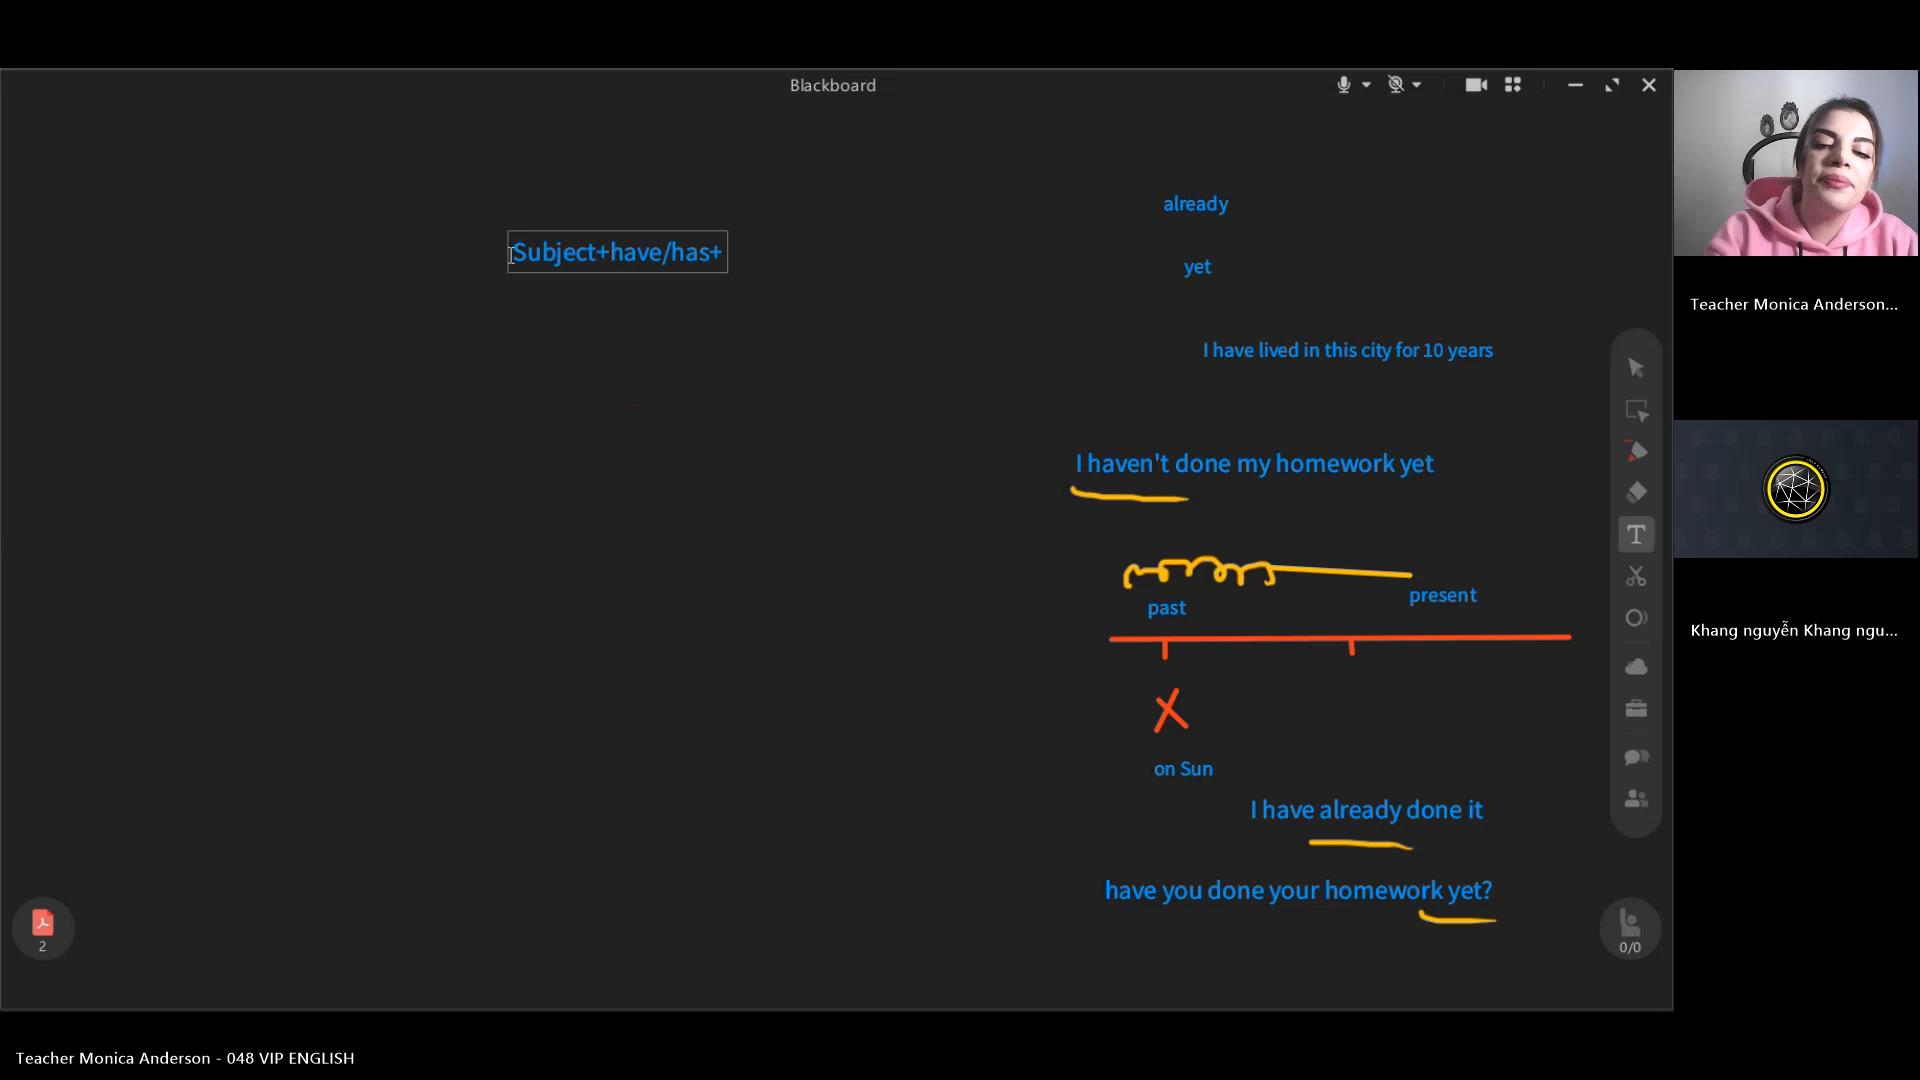 Blackboard
already
Subject+have/has+
yet
I have lived in this city for 10 years
I haven't done my homework yet
past
present
on Sun
I have already done it
have you done your homework yet?
2
0/0
T
Teacher Monica Anderson...
Khang nguyễn Khang ngu...
Teacher Monica Anderson - 048 VIP ENGLISH